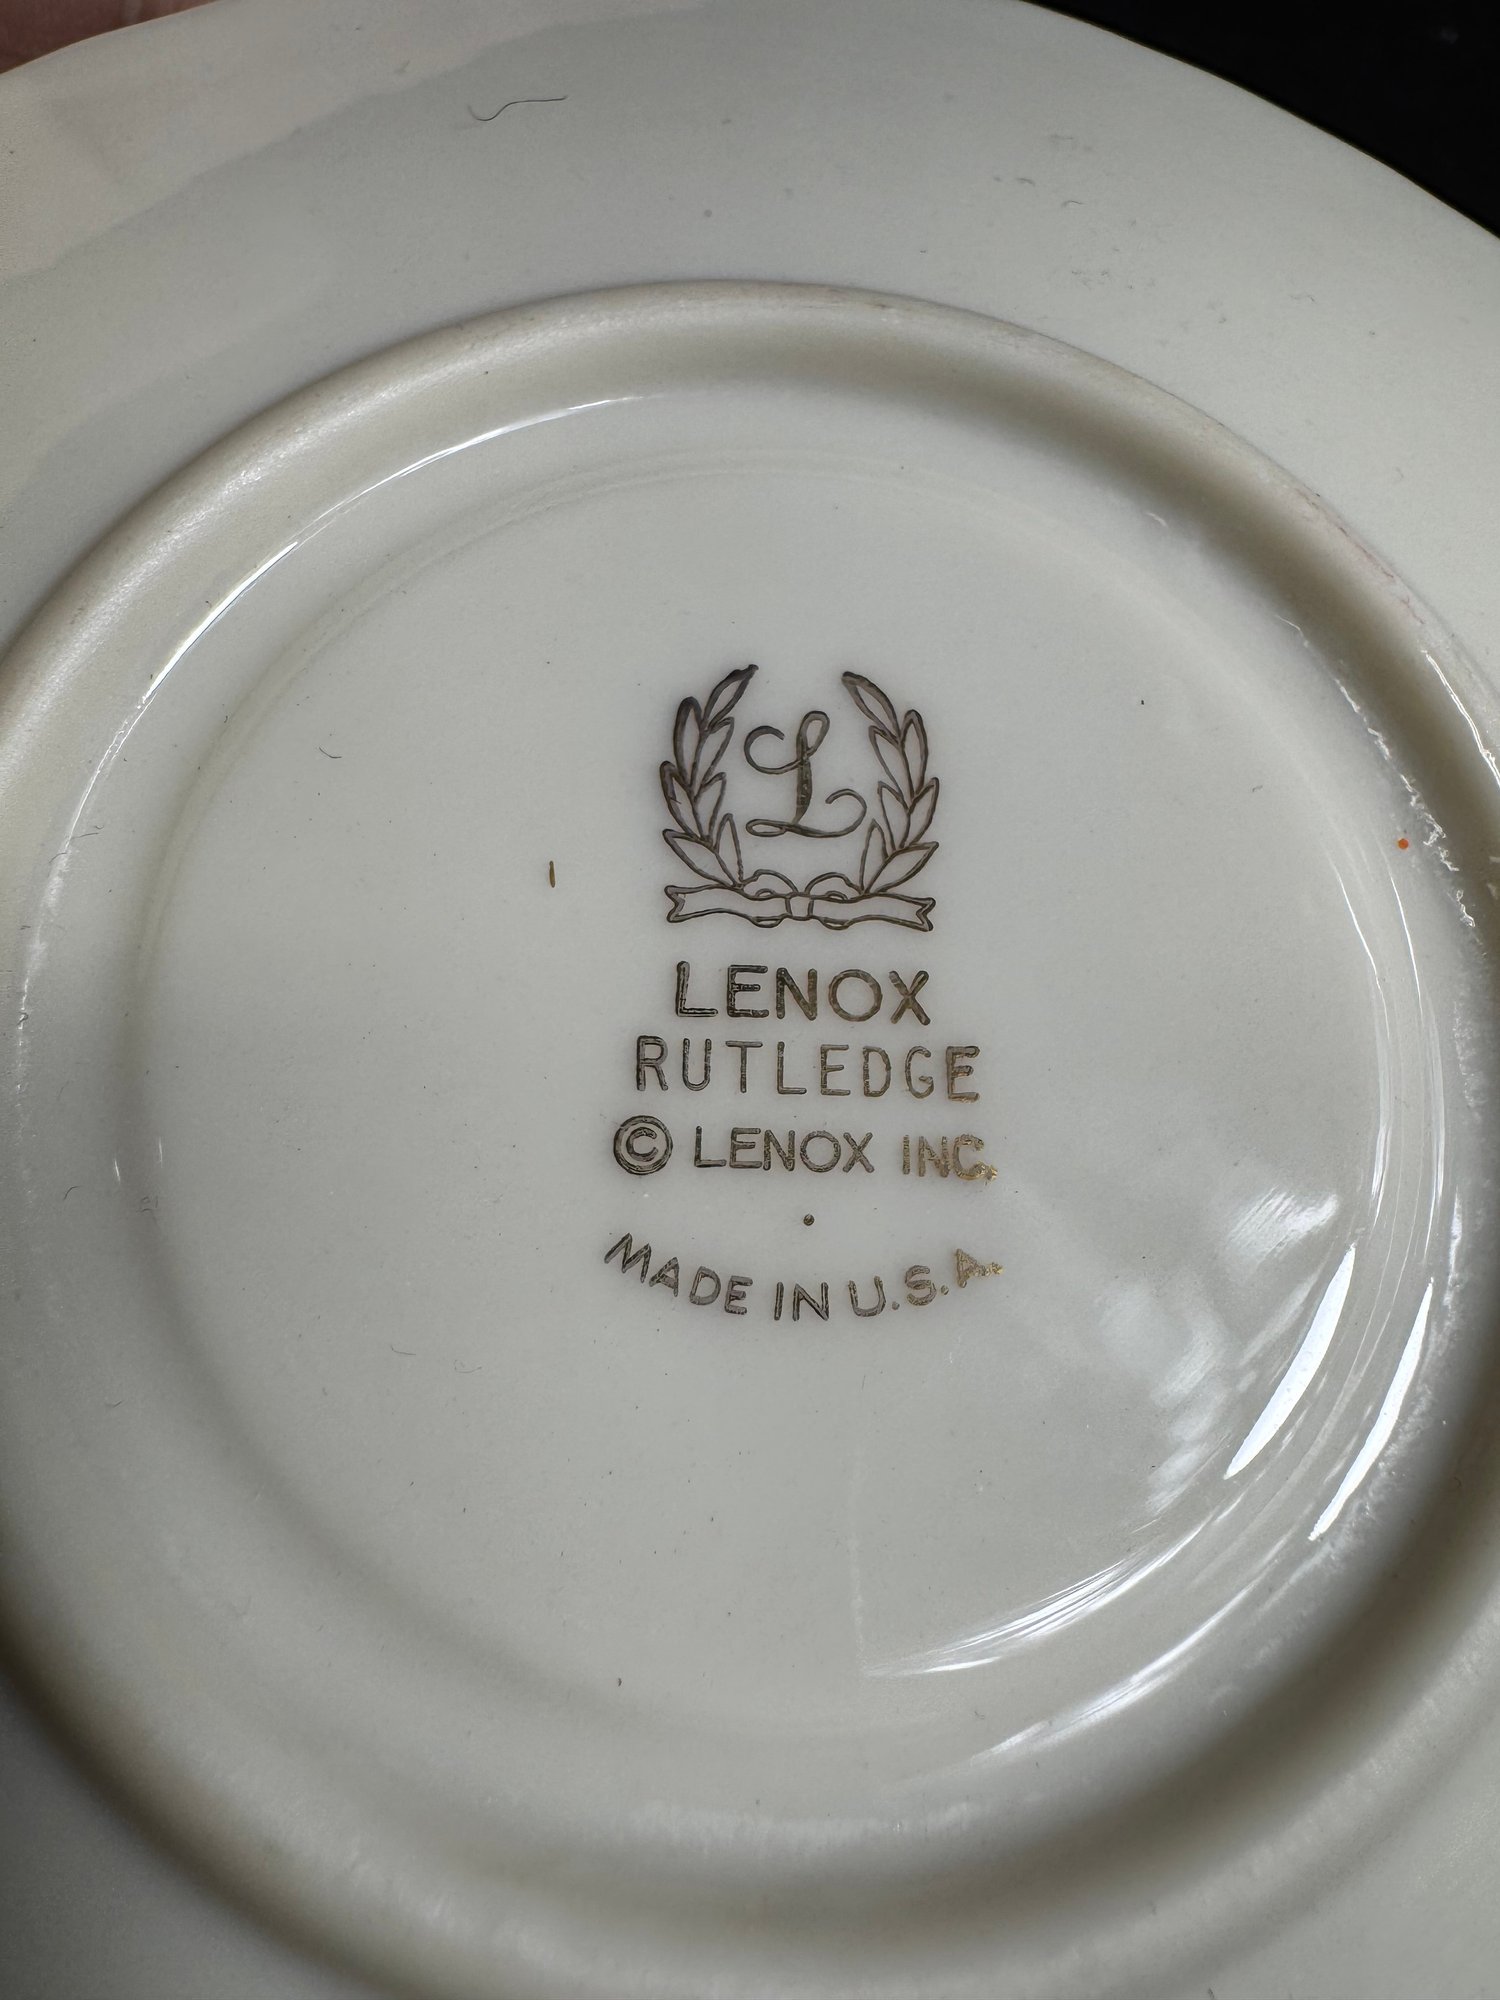 L
LENOX
RUTLEDGE
© LENOX INC.
MADE IN U.S.A.